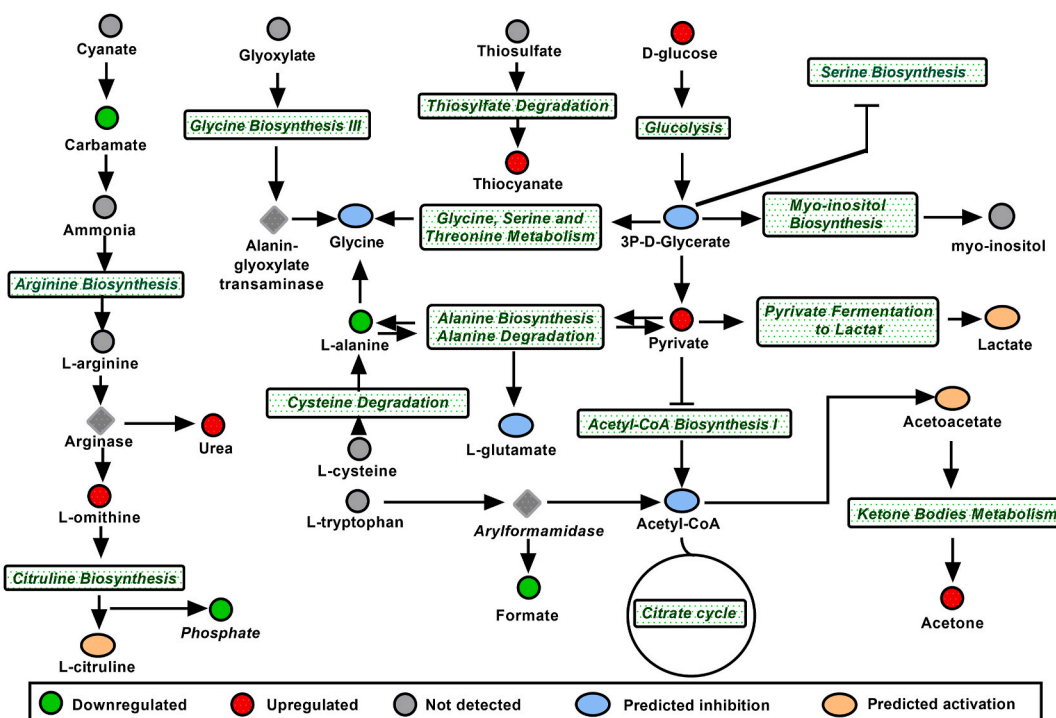 Cyanate
Glyoxylate
Thiosulfate
D-glucose
Serine Biosynthesis
Carbamate
Glycine Biosynthesis III
Thiosylfate Degradation
Glucolysis
Thiocyanate
Ammonia
Alanin-
glyoxylate
transaminase
Glycine
Glycine, Serine and
Threonine Metabolism
3P-D-Glycerate
Myo-inositol
Biosynthesis
myo-inositol
Arginine Biosynthesis
L-arginine
L-alanine
Alanine Biosynthesis
Alanine Degradation
Pyrivate
Pyrivate Fermentation
to Lactat
Lactate
Cysteine Degradation
Arginase
Urea
L-cysteine
L-glutamate
Acetyl-CoA Biosynthesis I
Acetoacetate
L-omithine
L-tryptophan
Arylformamidase
Acetyl-CoA
Ketone Bodies Metabolism
Citruline Biosynthesis
Phosphate
Formate
Citrate cycle
Acetone
L-citruline
Downregulated
Upregulated
Not detected
Predicted inhibition
Predicted activation